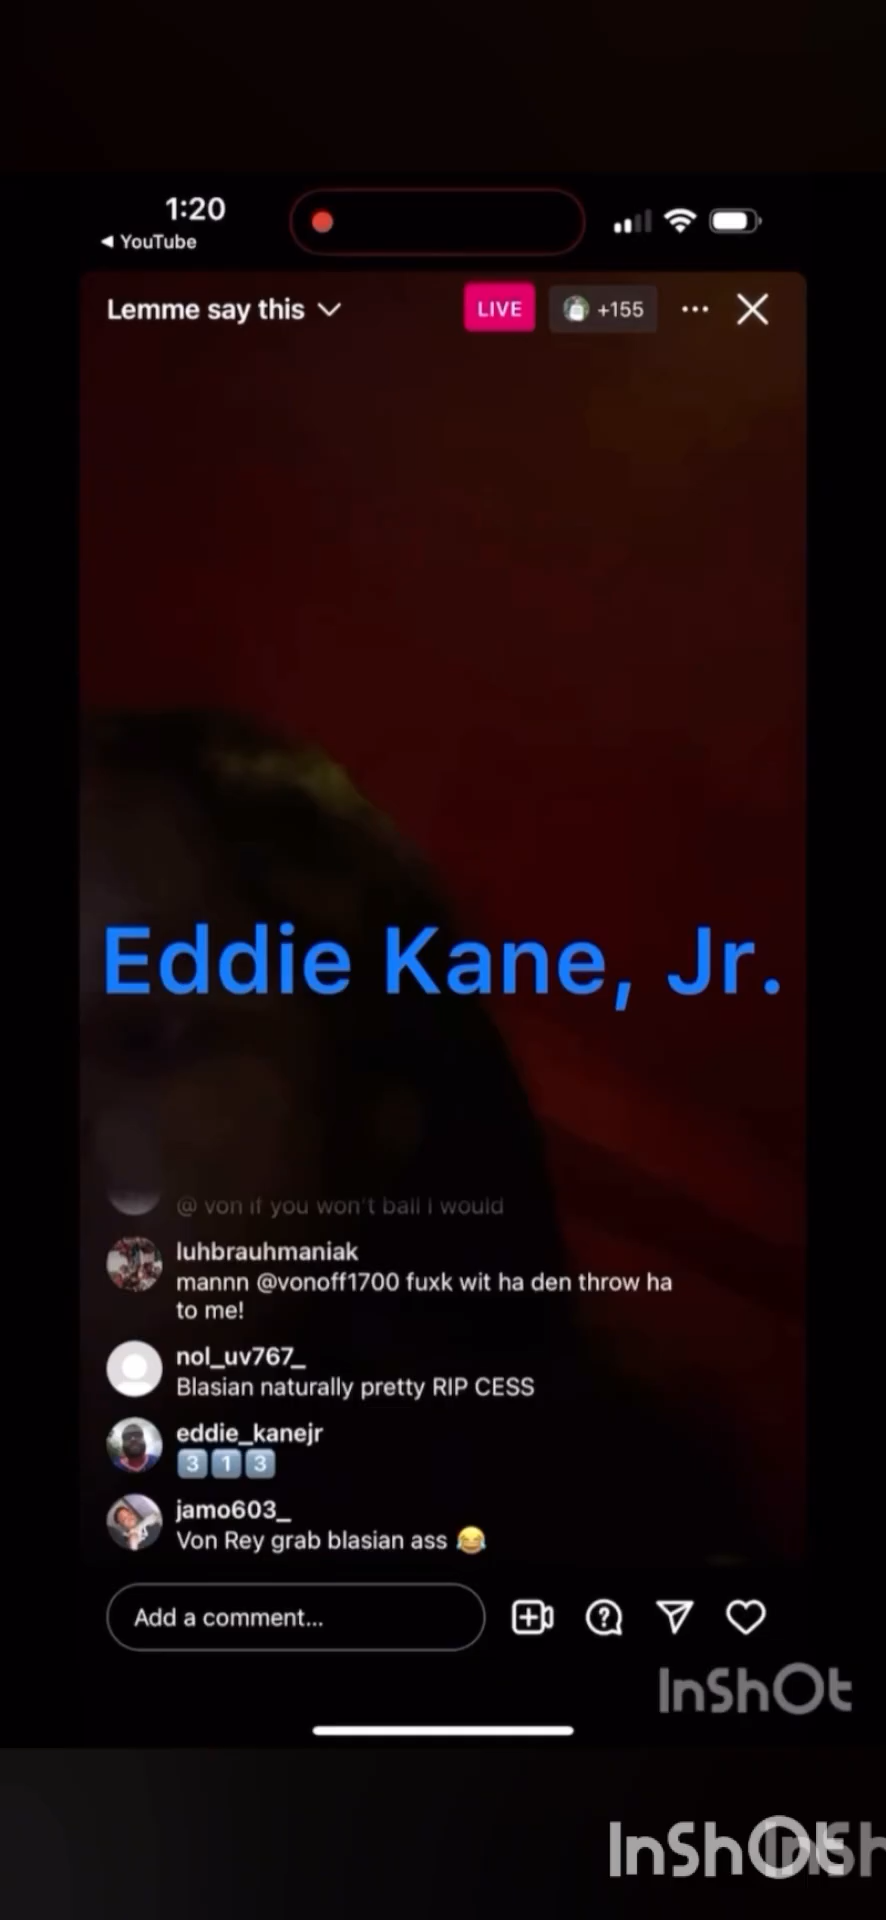 1:20
◀ YouTube
Lemme say this
LIVE
+155
Eddie Kane, Jr.
@ von if you won't ball I would
luhbrauhmaniak
mannn @vonoff1700 fuxk wit ha den throw ha
to me!
nol_uv767_
Blasian naturally pretty RIP CESS
eddie_kanejr
3️⃣1️⃣3️⃣
jamo603_
Von Rey grab blasian ass 😂
Add a comment...
InShOt
InShOt
InSh